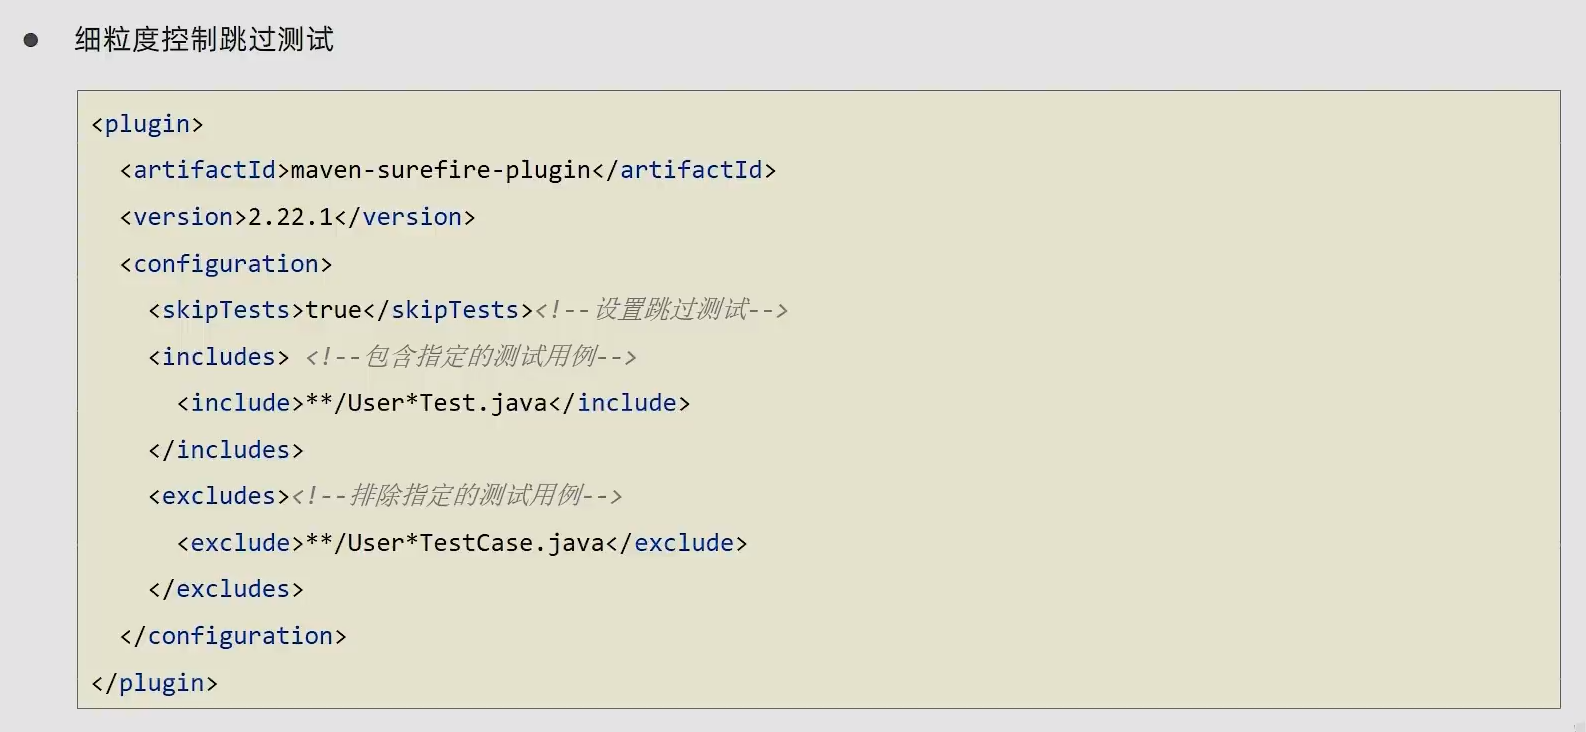 ● 细粒度控制跳过测试
<plugin>
  <artifactId>maven-surefire-plugin</artifactId>
  <version>2.22.1</version>
  <configuration>
    <skipTests>true</skipTests><!--设置跳过测试-->
    <includes> <!--包含指定的测试用例-->
      <include>**/User*Test.java</include>
    </includes>
    <excludes><!--排除指定的测试用例-->
      <exclude>**/User*TestCase.java</exclude>
    </excludes>
  </configuration>
</plugin>